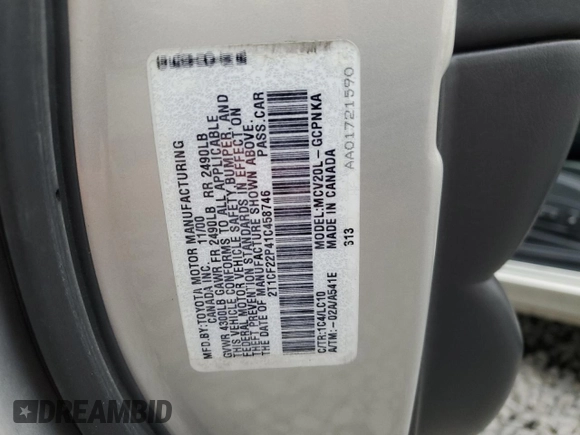 MFD.BY:TOYOTA MOTOR MANUFACTURING
CANADA INC. 11/00
GVWR 4300LB GAWR FR 2490LB RR 2490LB
THIS VEHICLE CONFORMS TO ALL APPLICABLE
FEDERAL MOTOR VEHICLE SAFETY, BUMPER, AND
THEFT PREVENTION STANDARDS IN EFFECT ON
THE DATE OF MANUFACTURE SHOWN ABOVE.
2T1CF22P41C458746 PASS.CAR
C/TR:1C4/LC10 MODEL:MCV20L-GCPNKA
A/TM:-02A/A541E MADE IN CANADA
313
AA01721590
DREAMBID